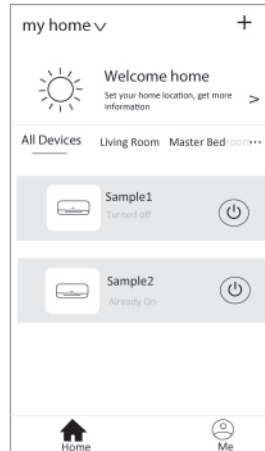 my home
Welcome home
Set your home location, get more
information
All Devices Living Room Master Bedroom
Sample1
Turned off
Sample2
Already On
Home Me